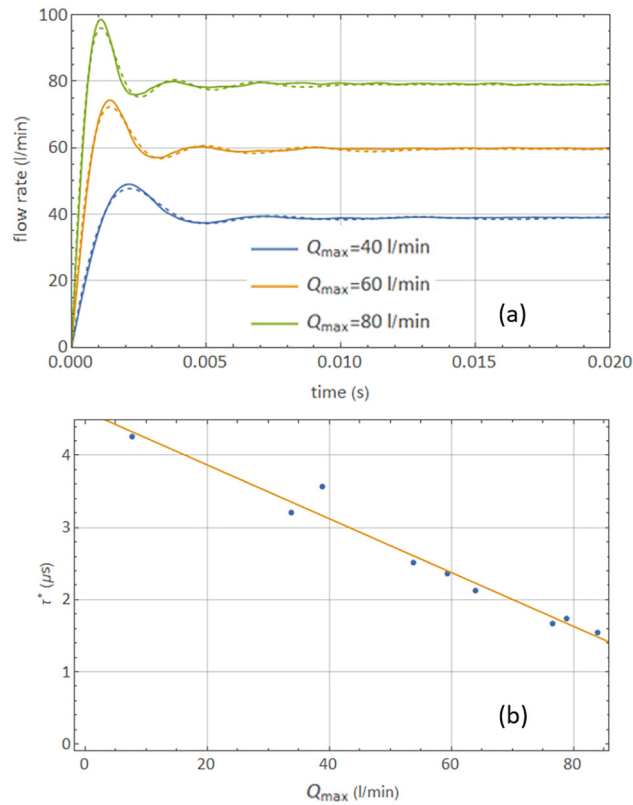 100
80
60
40
20
0
flow rate (l/min)
Qmax=40 l/min
Qmax=60 l/min
Qmax=80 l/min
(a)
0.000 0.005 0.010 0.015 0.020
time (s)
4
3
2
1
0
τ* (μs)
(b)
0 20 40 60 80
Qmax (l/min)